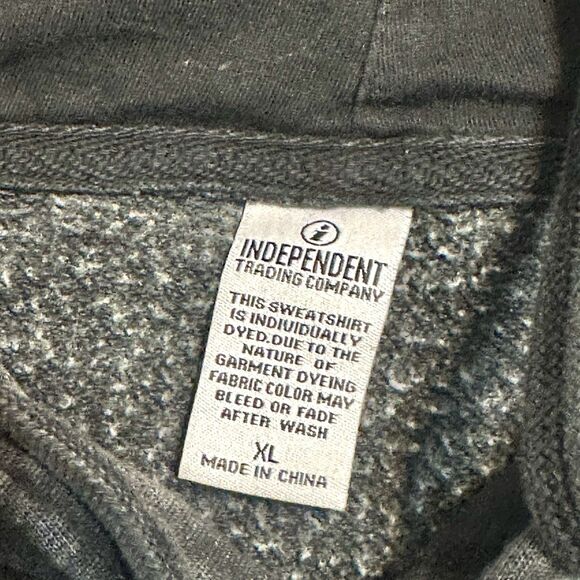 i
INDEPENDENT
TRADING COMPANY
THIS SWEATSHIRT
IS INDIVIDUALLY
DYED.DUE TO THE
NATURE OF
GARMENT DYEING
FABRIC COLOR MAY
BLEED OR FADE
AFTER WASH
XL
MADE IN CHINA